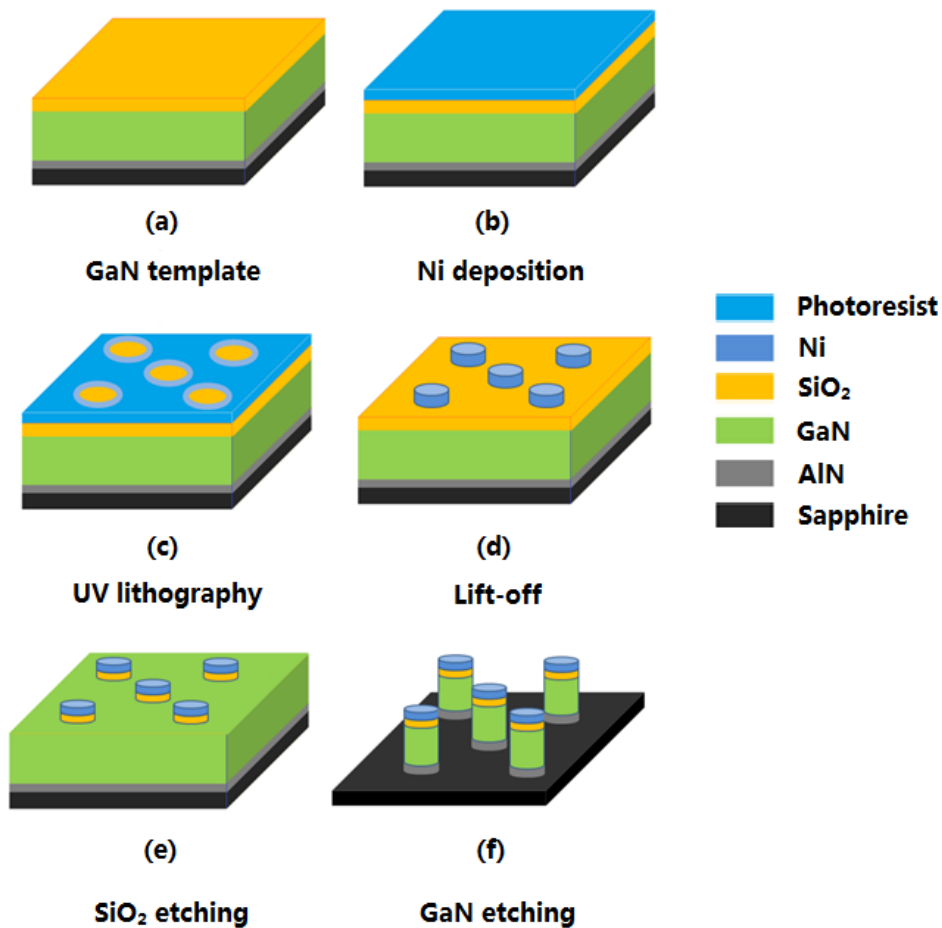 (a)
GaN template
(b)
Ni deposition
(c)
UV lithography
(d)
Lift-off
(e)
SiO₂ etching
(f)
GaN etching
Photoresist
Ni
SiO₂
GaN
AlN
Sapphire